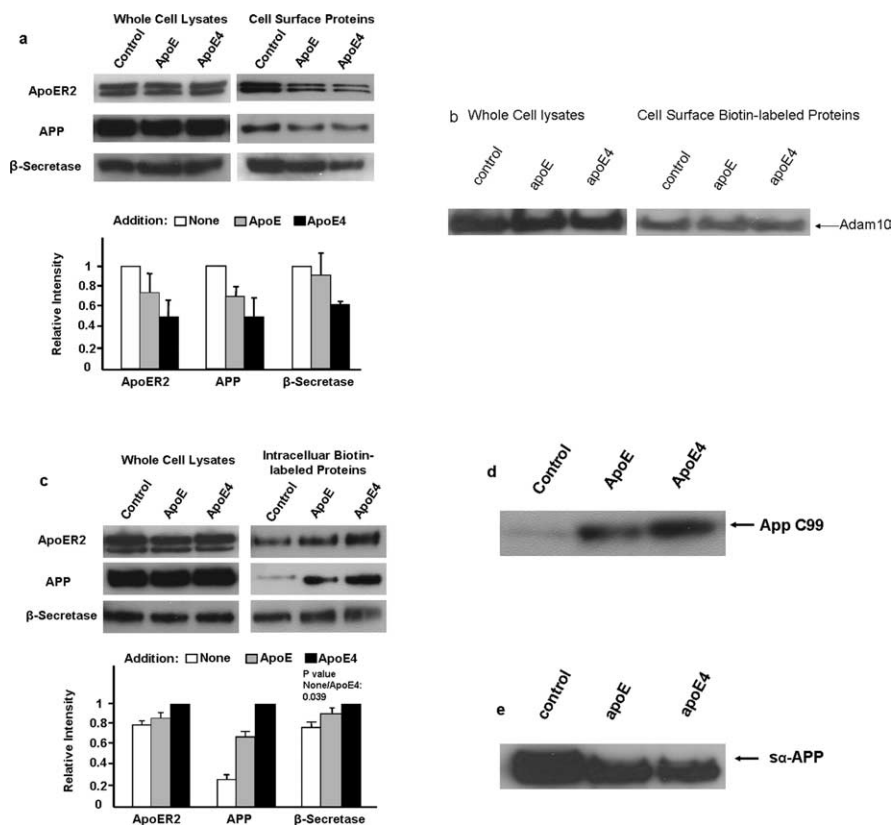 a
Whole Cell Lysates Cell Surface Proteins
Control ApoE ApoE4 Control ApoE ApoE4
ApoER2
APP
β-Secretase
Addition: None ApoE ApoE4
Relative Intensity
1
0.8
0.6
0.4
0.2
0
ApoER2 APP β-Secretase
b Whole Cell lysates Cell Surface Biotin-labeled Proteins
control apoE apoE4 control apoE apoE4
Adam10
c
Whole Cell Lysates Intracelluar Biotin-
labeled Proteins
Control ApoE ApoE4 Control ApoE ApoE4
ApoER2
APP
β-Secretase
Addition: None ApoE ApoE4
P value
None/ApoE4:
0.039
Relative Intensity
1
0.8
0.6
0.4
0.2
0
ApoER2 APP β-Secretase
d
Control ApoE ApoE4
App C99
e
control apoE apoE4
sα-APP